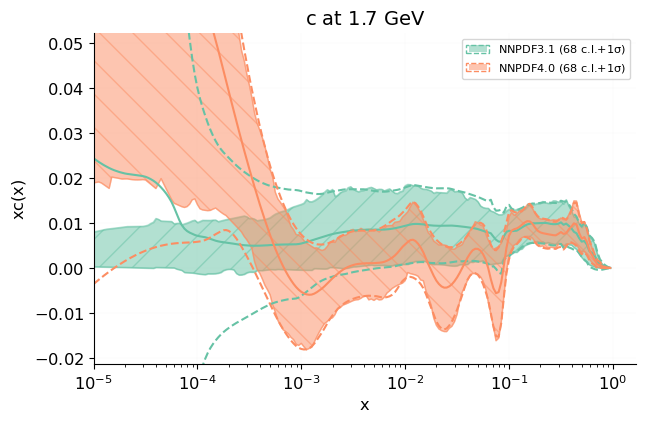 c at 1.7 GeV
NNPDF3.1 (68 c.l.+1σ)
NNPDF4.0 (68 c.l.+1σ)
xc(x)
0.05
0.04
0.03
0.02
0.01
0.00
−0.01
−0.02
10⁻⁵ 10⁻⁴ 10⁻³ 10⁻² 10⁻¹ 10⁰
x